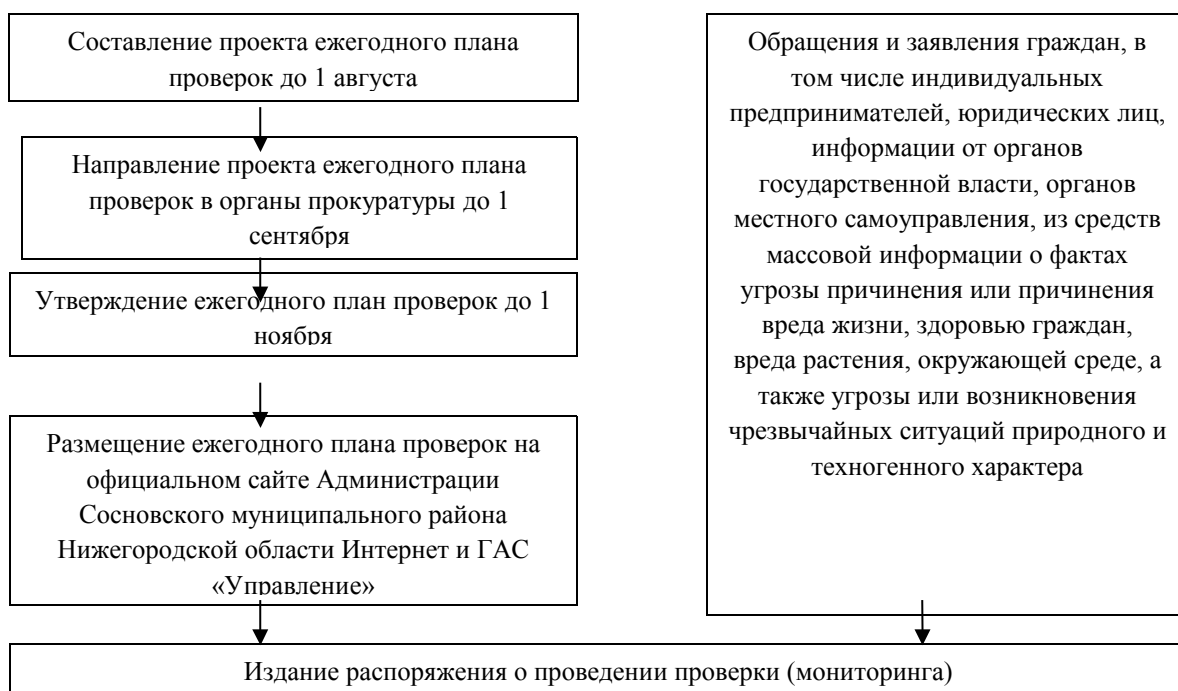 Составление проекта ежегодного плана
проверок до 1 августа
Направление проекта ежегодного плана
проверок в органы прокуратуры до 1
сентября
Утверждение ежегодного план проверок до 1
ноября
Размещение ежегодного плана проверок на
официальном сайте Администрации
Сосновского муниципального района
Нижегородской области Интернет и ГАС
«Управление»
Обращения и заявления граждан, в
том числе индивидуальных
предпринимателей, юридических лиц,
информации от органов
государственной власти, органов
местного самоуправления, из средств
массовой информации о фактах
угрозы причинения или причинения
вреда жизни, здоровью граждан,
вреда растения, окружающей среде, а
также угрозы или возникновения
чрезвычайных ситуаций природного и
техногенного характера
Издание распоряжения о проведении проверки (мониторинга)